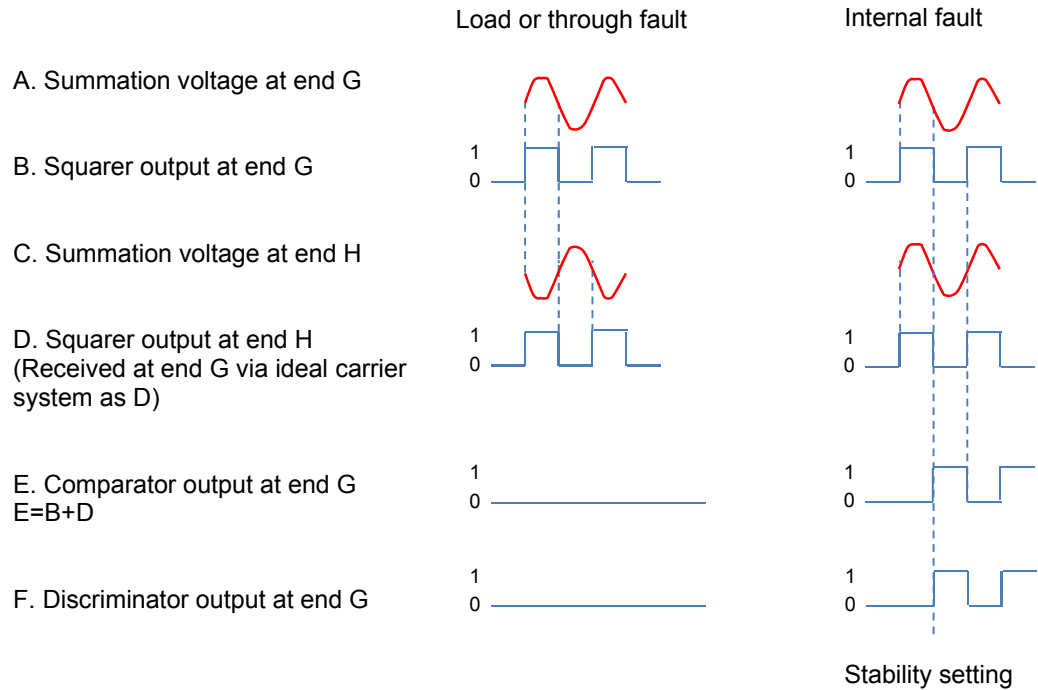 Load or through fault
Internal fault
A. Summation voltage at end G
B. Squarer output at end G
1
0
1
0
C. Summation voltage at end H
D. Squarer output at end H
(Received at end G via ideal carrier
system as D)
1
0
1
0
E. Comparator output at end G
E=B+D
1
0
1
0
F. Discriminator output at end G
1
0
1
0
Stability setting